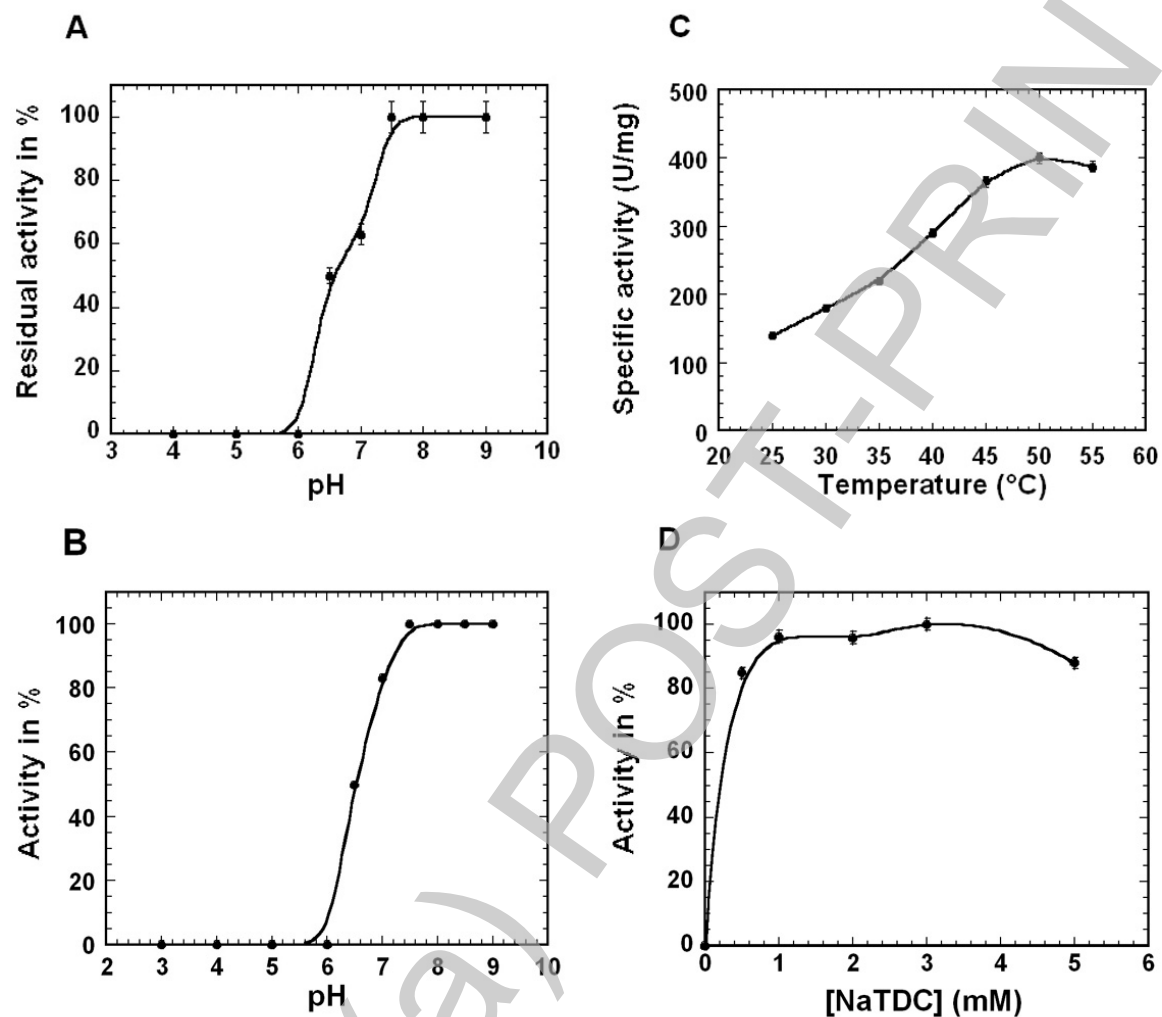 A
Residual activity in %
100
80
60
40
20
0
3 4 5 6 7 8 9 10
pH
B
Activity in %
100
80
60
40
20
0
2 3 4 5 6 7 8 9 10
pH
C
Specific activity (U/mg)
500
400
300
200
100
0
20 25 30 35 40 45 50 55 60
Temperature (°C)
D
Activity in %
100
80
60
40
20
0
0 1 2 3 4 5 6
[NaTDC] (mM)
a) POST-PRIN